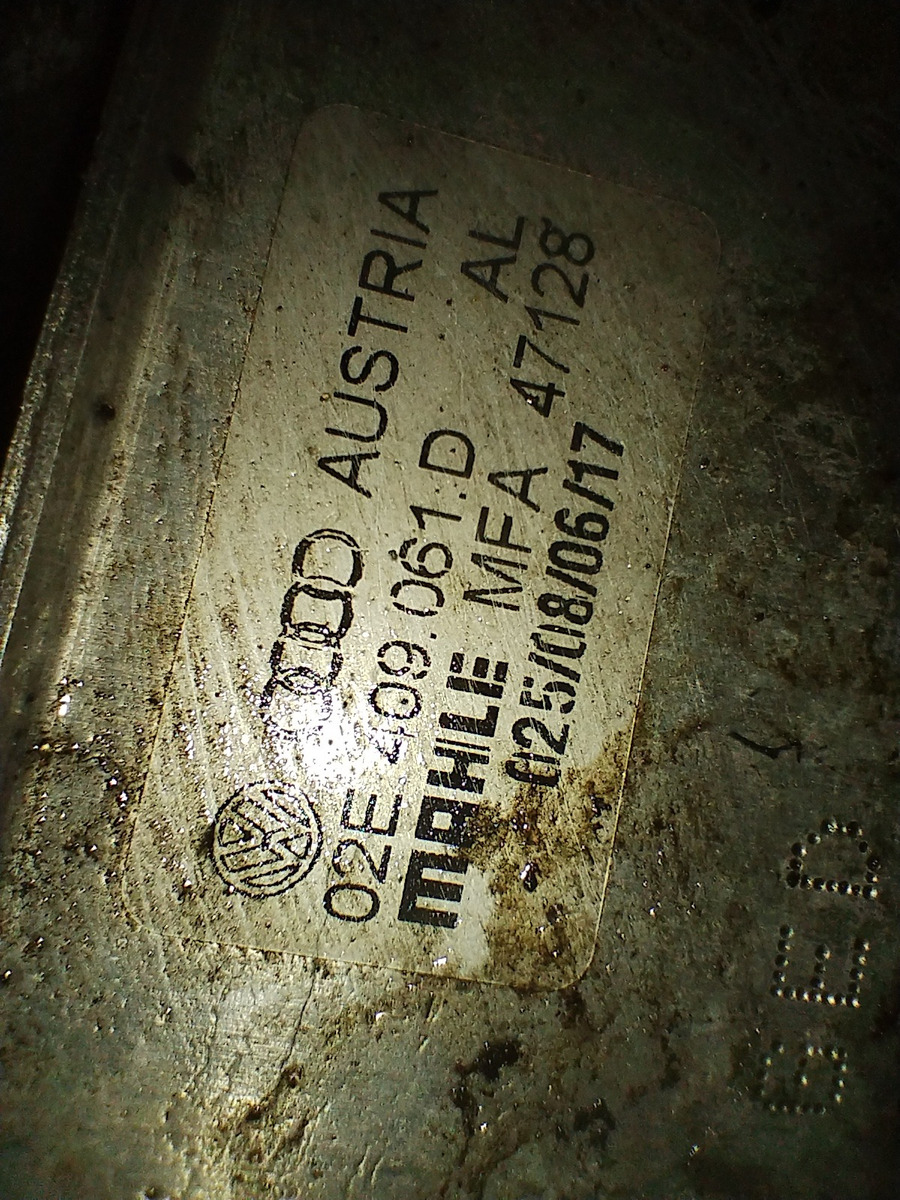 AUSTRIA
02E 409.061.D
AL
MAHLE MFA 47128
025/08/06/17